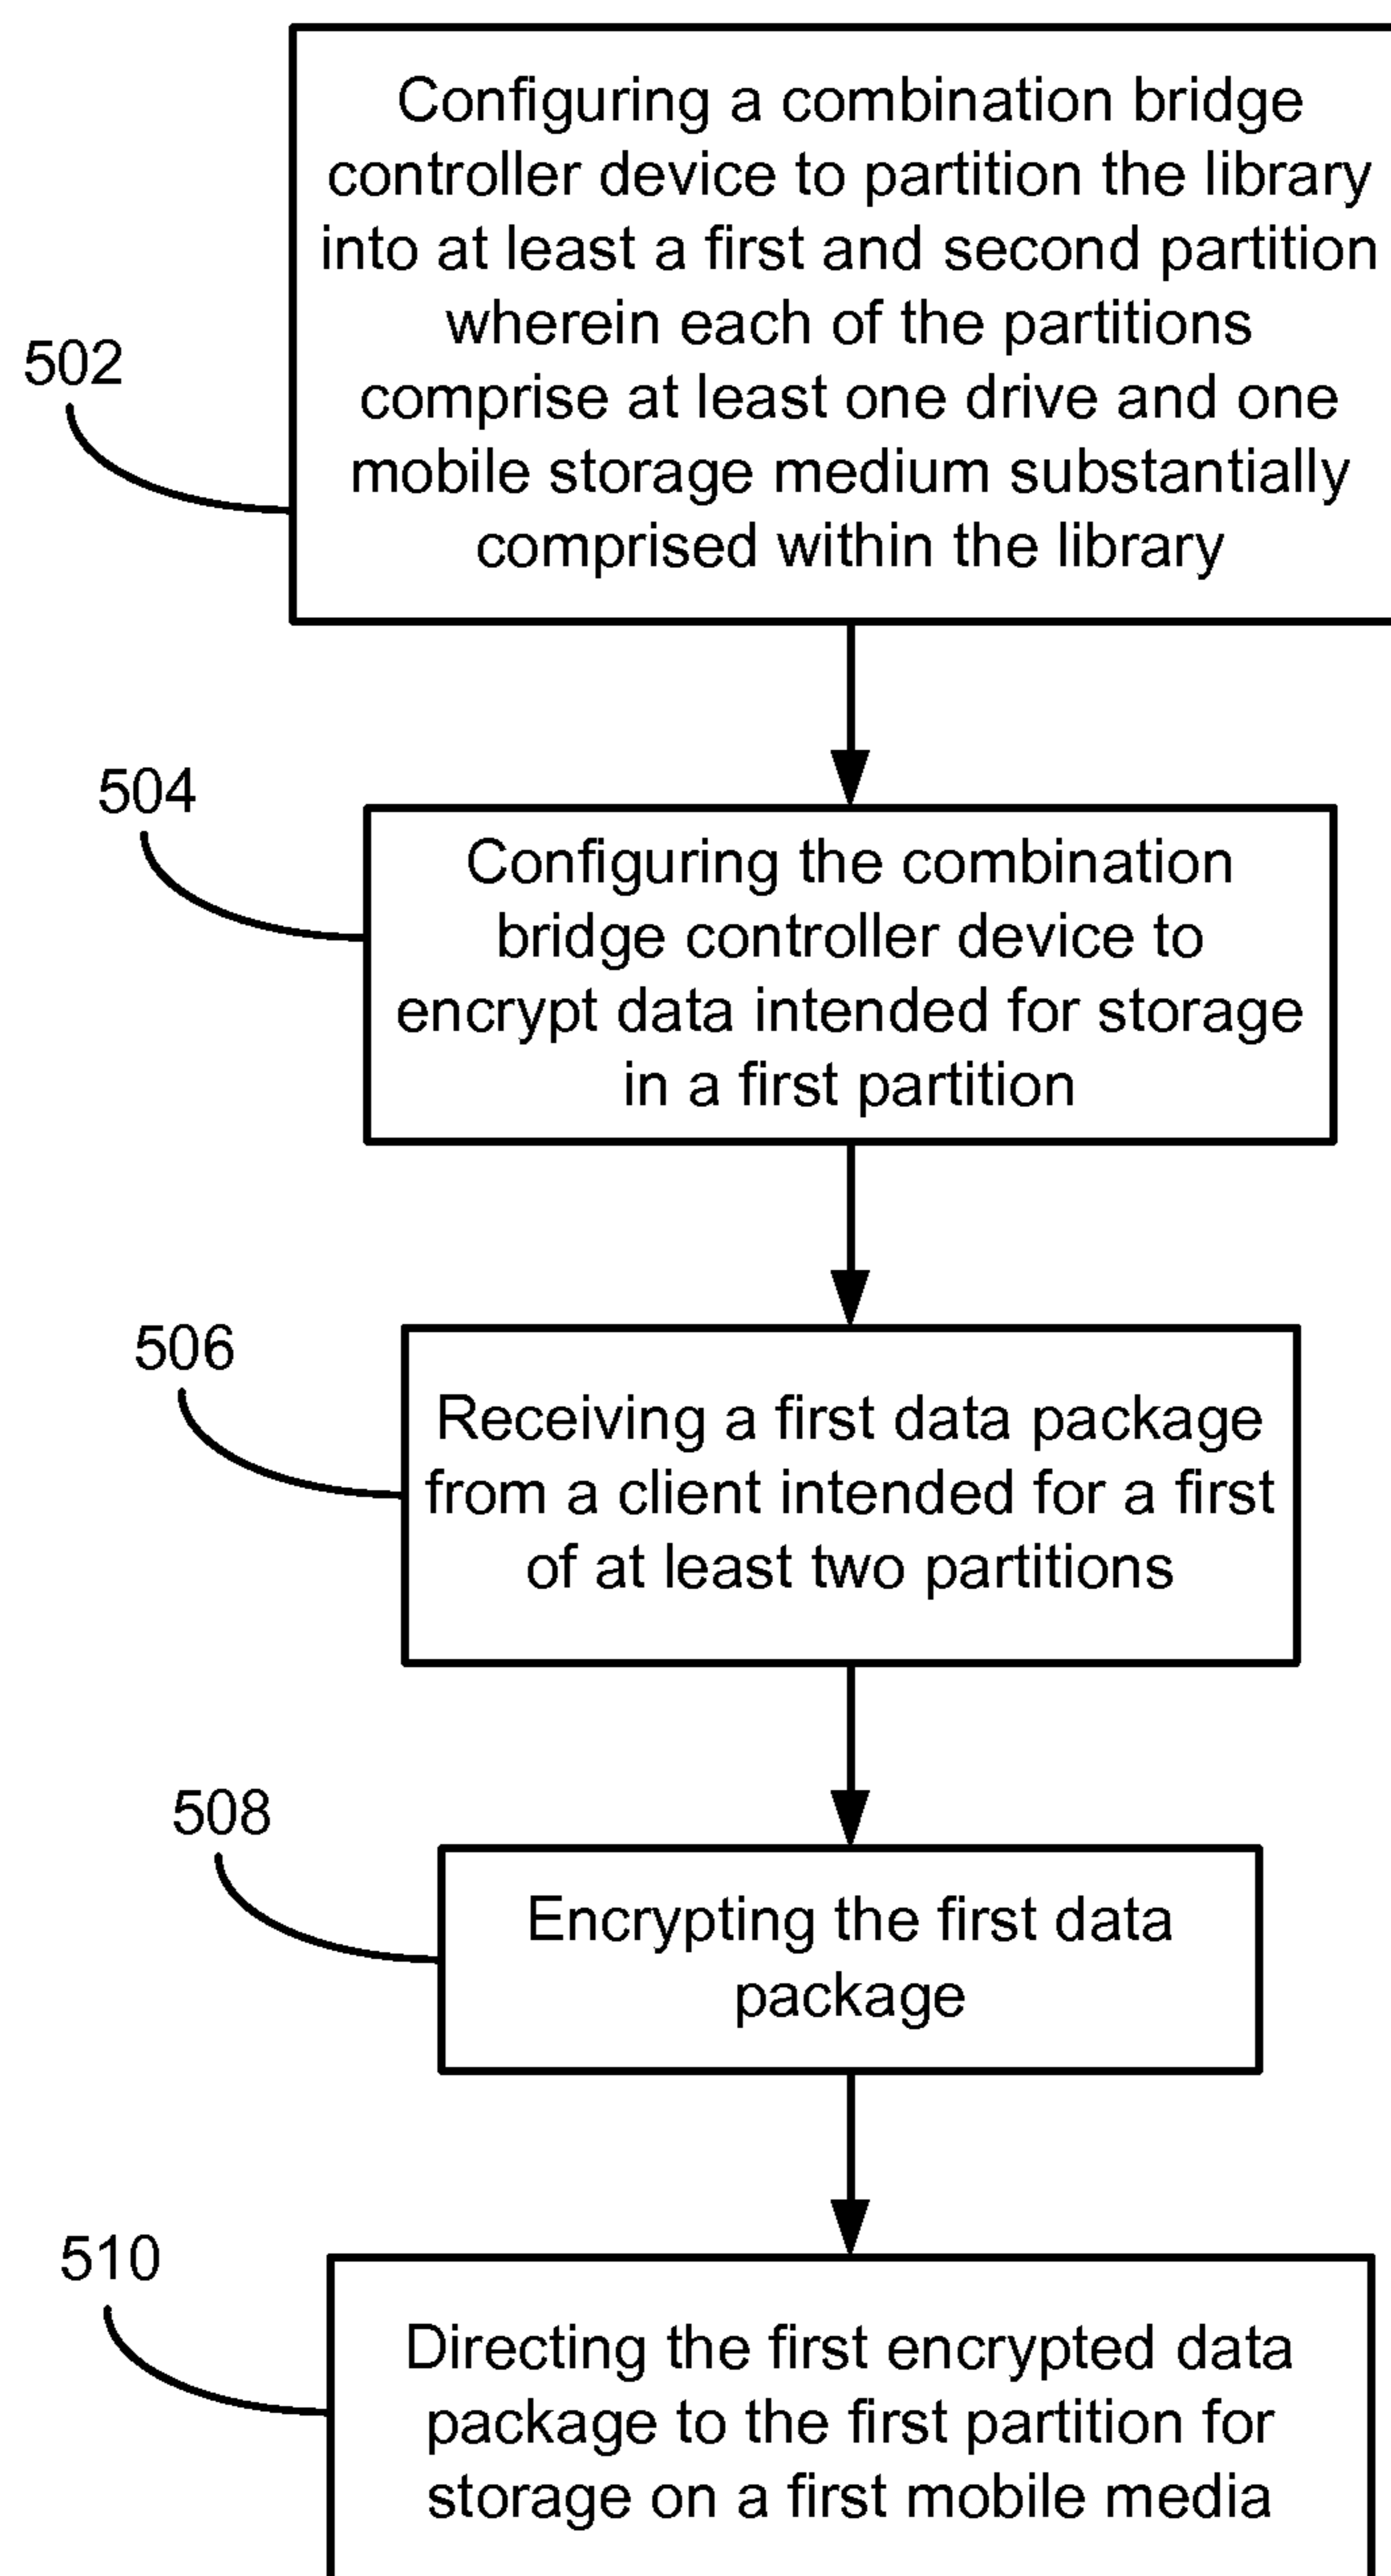 Configuring a combination bridge
controller device to partition the library
into at least a first and second partition
wherein each of the partitions
502
comprise at least one drive and one
mobile storage medium substantially
comprised within the library
504
Configuring the combination
bridge controller device to
encrypt data intended for storage
in a first partition
506
Receiving a first data package
from a client intended for a first
of at least two partitions
508
Encrypting the first data
package
510
Directing the first encrypted data
package to the first partition for
storage on a first mobile media